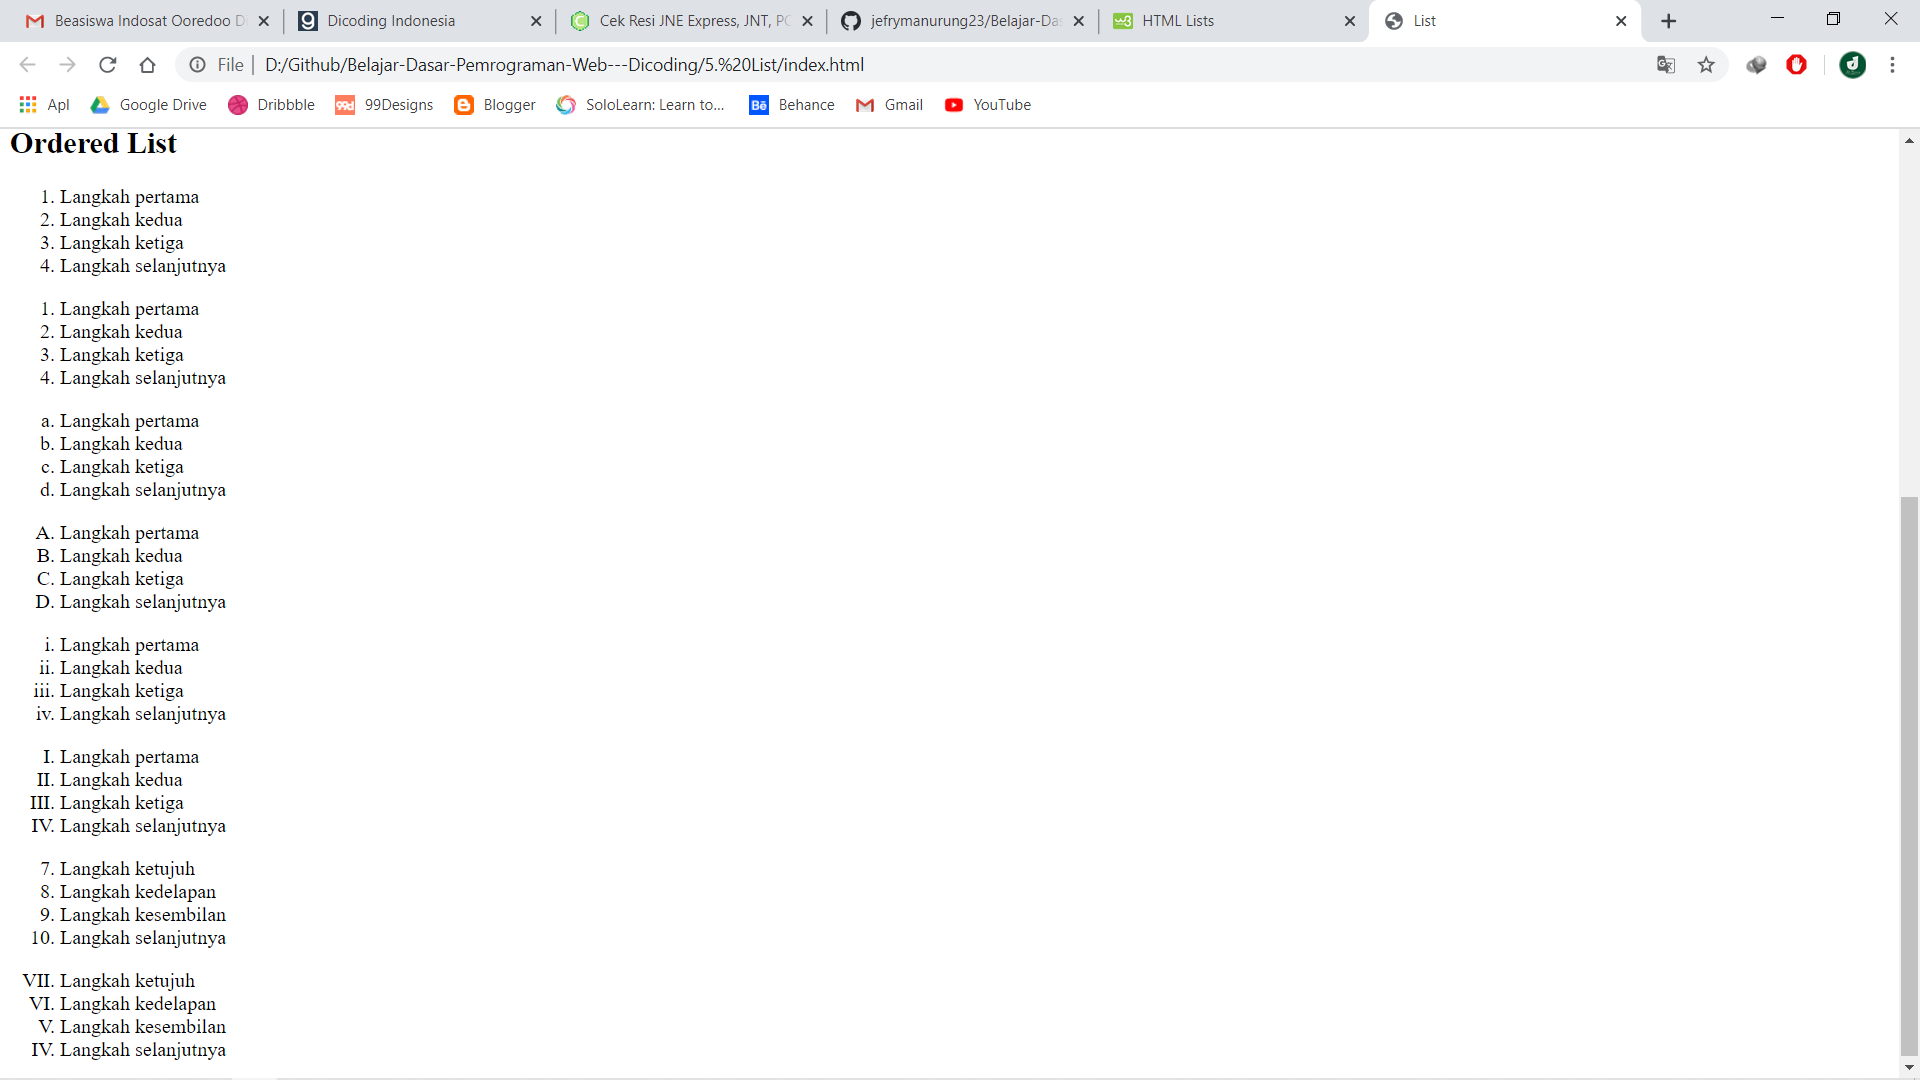 Beasiswa Indosat Ooredoo D
Dicoding Indonesia
Cek Resi JNE Express, JNT, PO
jefrymanurung23/Belajar-Da
HTML Lists
List
File
D:/Github/Belajar-Dasar-Pemrograman-Web---Dicoding/5.%20List/index.html
Apl
Google Drive
Dribbble
99d
99Designs
Blogger
SoloLearn: Learn to...
Bē
Behance
Gmail
YouTube
Ordered List
1. Langkah pertama
2. Langkah kedua
3. Langkah ketiga
4. Langkah selanjutnya
1. Langkah pertama
2. Langkah kedua
3. Langkah ketiga
4. Langkah selanjutnya
a. Langkah pertama
b. Langkah kedua
c. Langkah ketiga
d. Langkah selanjutnya
A. Langkah pertama
B. Langkah kedua
C. Langkah ketiga
D. Langkah selanjutnya
i. Langkah pertama
ii. Langkah kedua
iii. Langkah ketiga
iv. Langkah selanjutnya
I. Langkah pertama
II. Langkah kedua
III. Langkah ketiga
IV. Langkah selanjutnya
7. Langkah ketujuh
8. Langkah kedelapan
9. Langkah kesembilan
10. Langkah selanjutnya
VII. Langkah ketujuh
VI. Langkah kedelapan
V. Langkah kesembilan
IV. Langkah selanjutnya